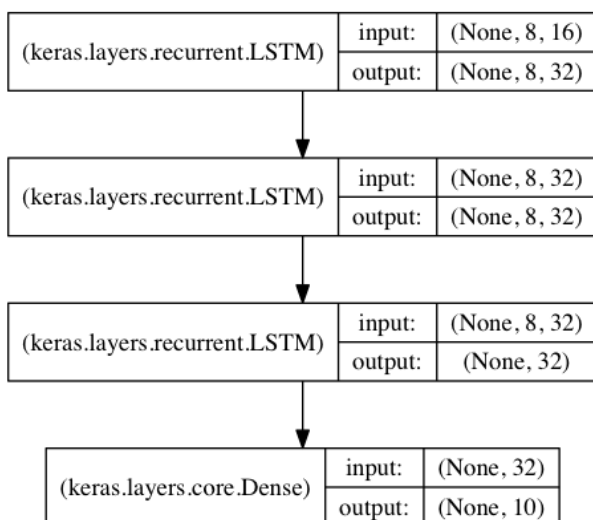 (keras.layers.recurrent.LSTM)
input: (None, 8, 16)
output: (None, 8, 32)
(keras.layers.recurrent.LSTM)
input: (None, 8, 32)
output: (None, 8, 32)
(keras.layers.recurrent.LSTM)
input: (None, 8, 32)
output: (None, 32)
(keras.layers.core.Dense)
input: (None, 32)
output: (None, 10)